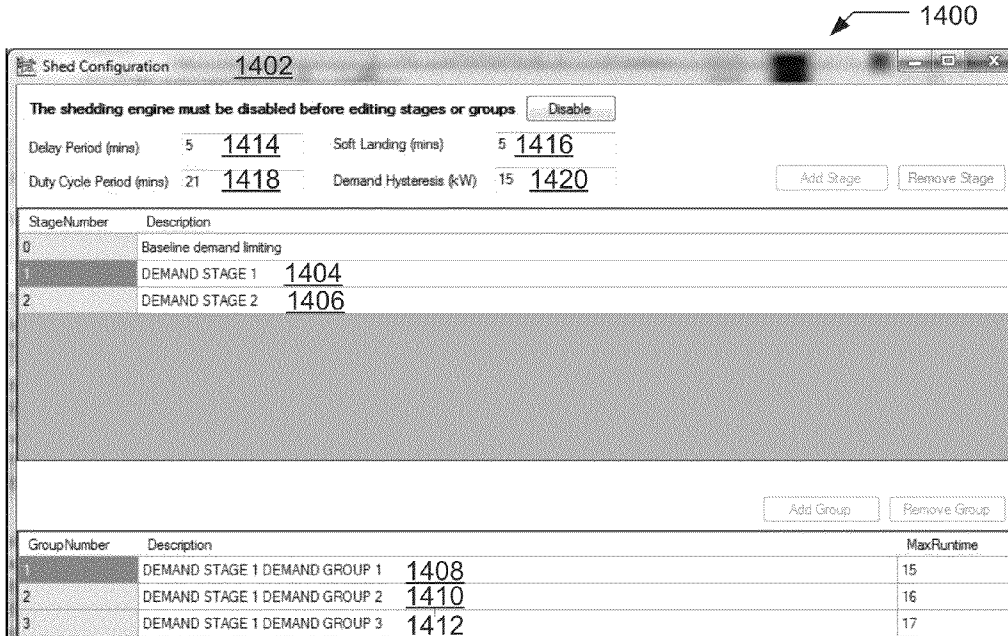 1400
Shed Configuration 1402
The shedding engine must be disabled before editing stages or groups Disable
Delay Period (mins) 5 1414 Soft Landing (mins) 5 1416
Duty Cycle Period (mins) 21 1418 Demand Hysteresis (kW) 15 1420 Add Stage Remove Stage
StageNumber Description
0 Baseline demand limiting
1 DEMAND STAGE 1 1404
2 DEMAND STAGE 2 1406
Add Group Remove Group
GroupNumber Description MaxRuntime
1 DEMAND STAGE 1 DEMAND GROUP 1 1408 15
2 DEMAND STAGE 1 DEMAND GROUP 2 1410 16
3 DEMAND STAGE 1 DEMAND GROUP 3 1412 17